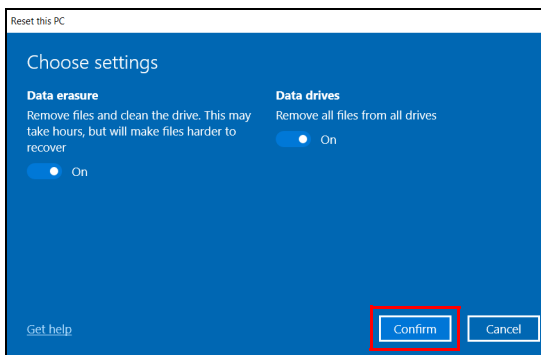 Reset this PC
Choose settings
Data erasure
Remove files and clean the drive. This may
take hours, but will make files harder to
recover
On
Data drives
Remove all files from all drives
On
Get help
Confirm
Cancel